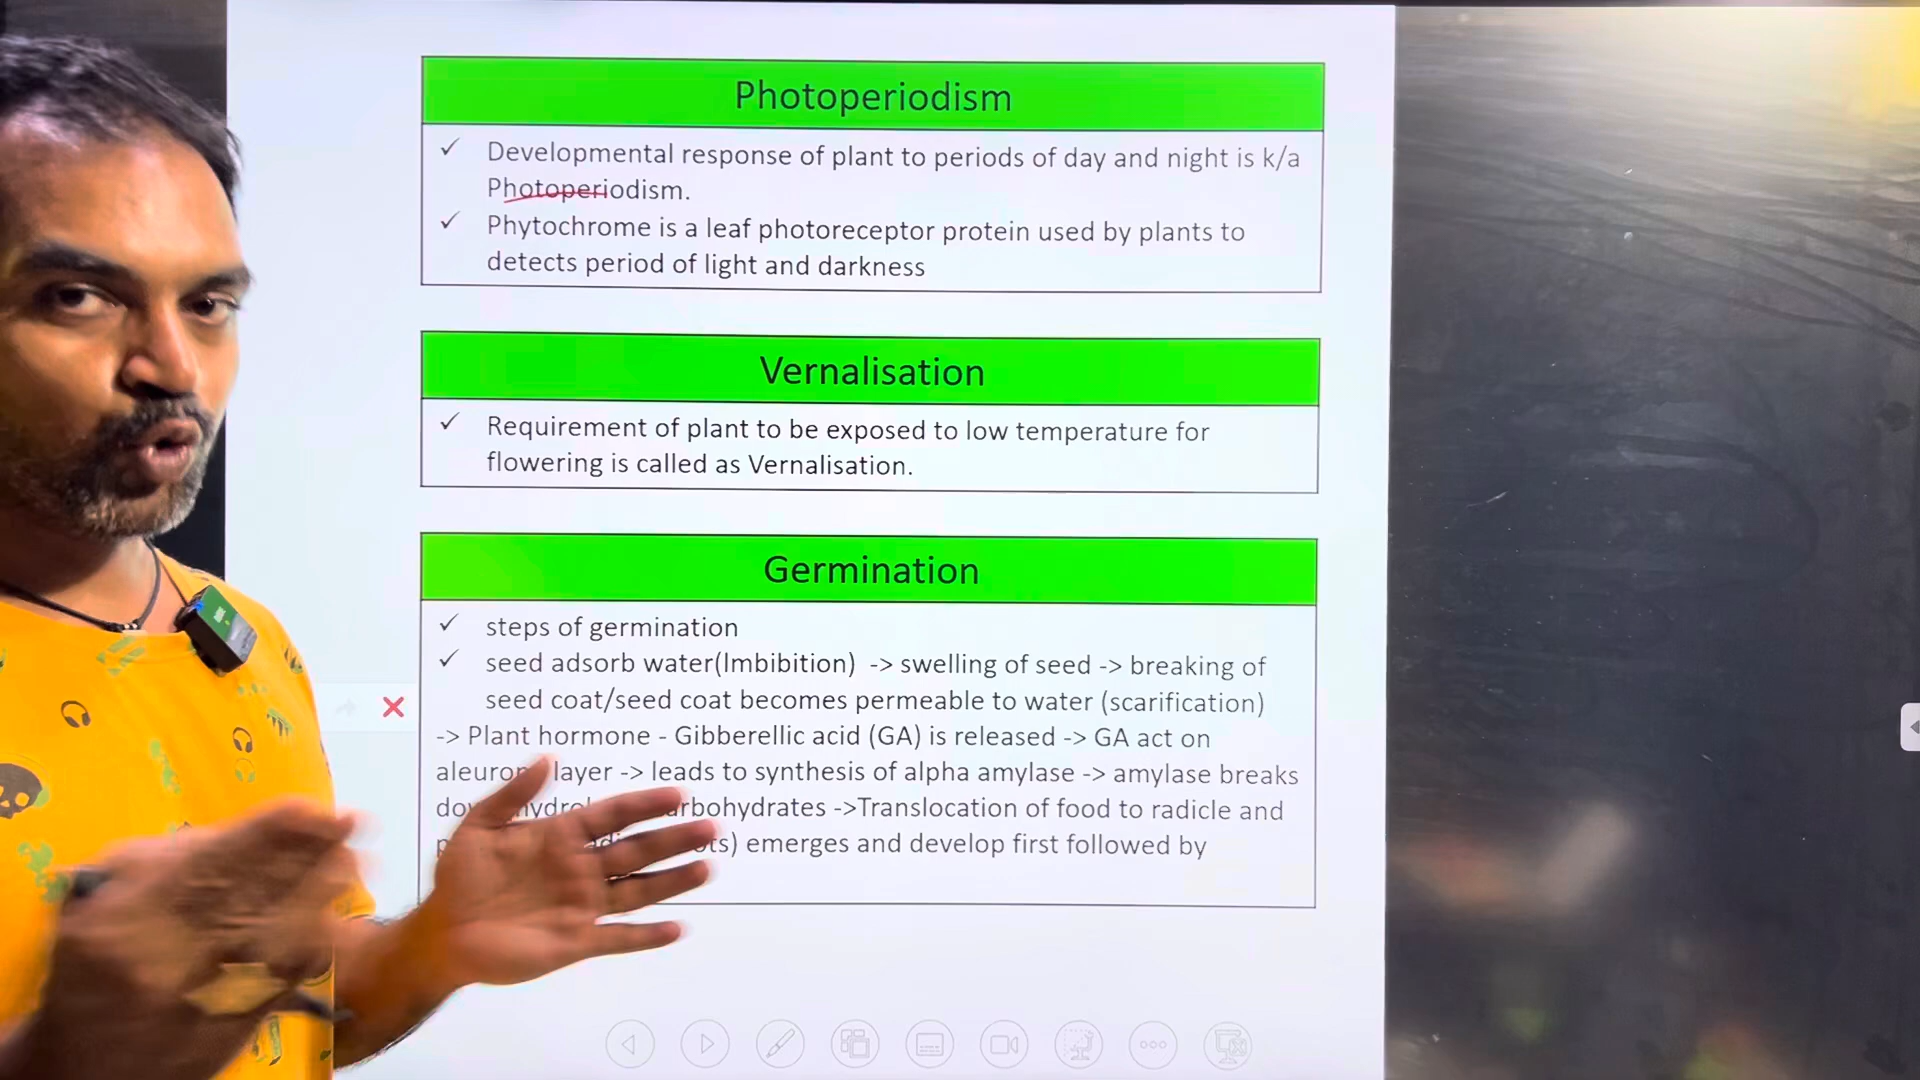 Photoperiodism
✓ Developmental response of plant to periods of day and night is k/a
Photoperiodism.
✓ Phytochrome is a leaf photoreceptor protein used by plants to
detects period of light and darkness
Vernalisation
✓ Requirement of plant to be exposed to low temperature for
flowering is called as Vernalisation.
Germination
✓ steps of germination
✓ seed adsorb water(Imbibition) -> swelling of seed -> breaking of
seed coat/seed coat becomes permeable to water (scarification)
-> Plant hormone - Gibberellic acid (GA) is released -> GA act on
layer -> leads to synthesis of alpha amylase -> amylase breaks
->Translocation of food to radicle and
emerges and develop first followed by